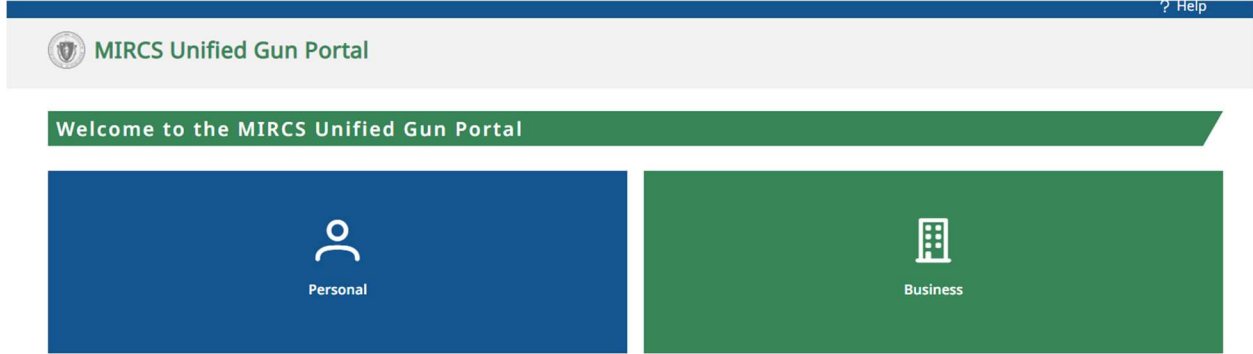 ? Help
MIRCS Unified Gun Portal
Welcome to the MIRCS Unified Gun Portal
Personal
Business